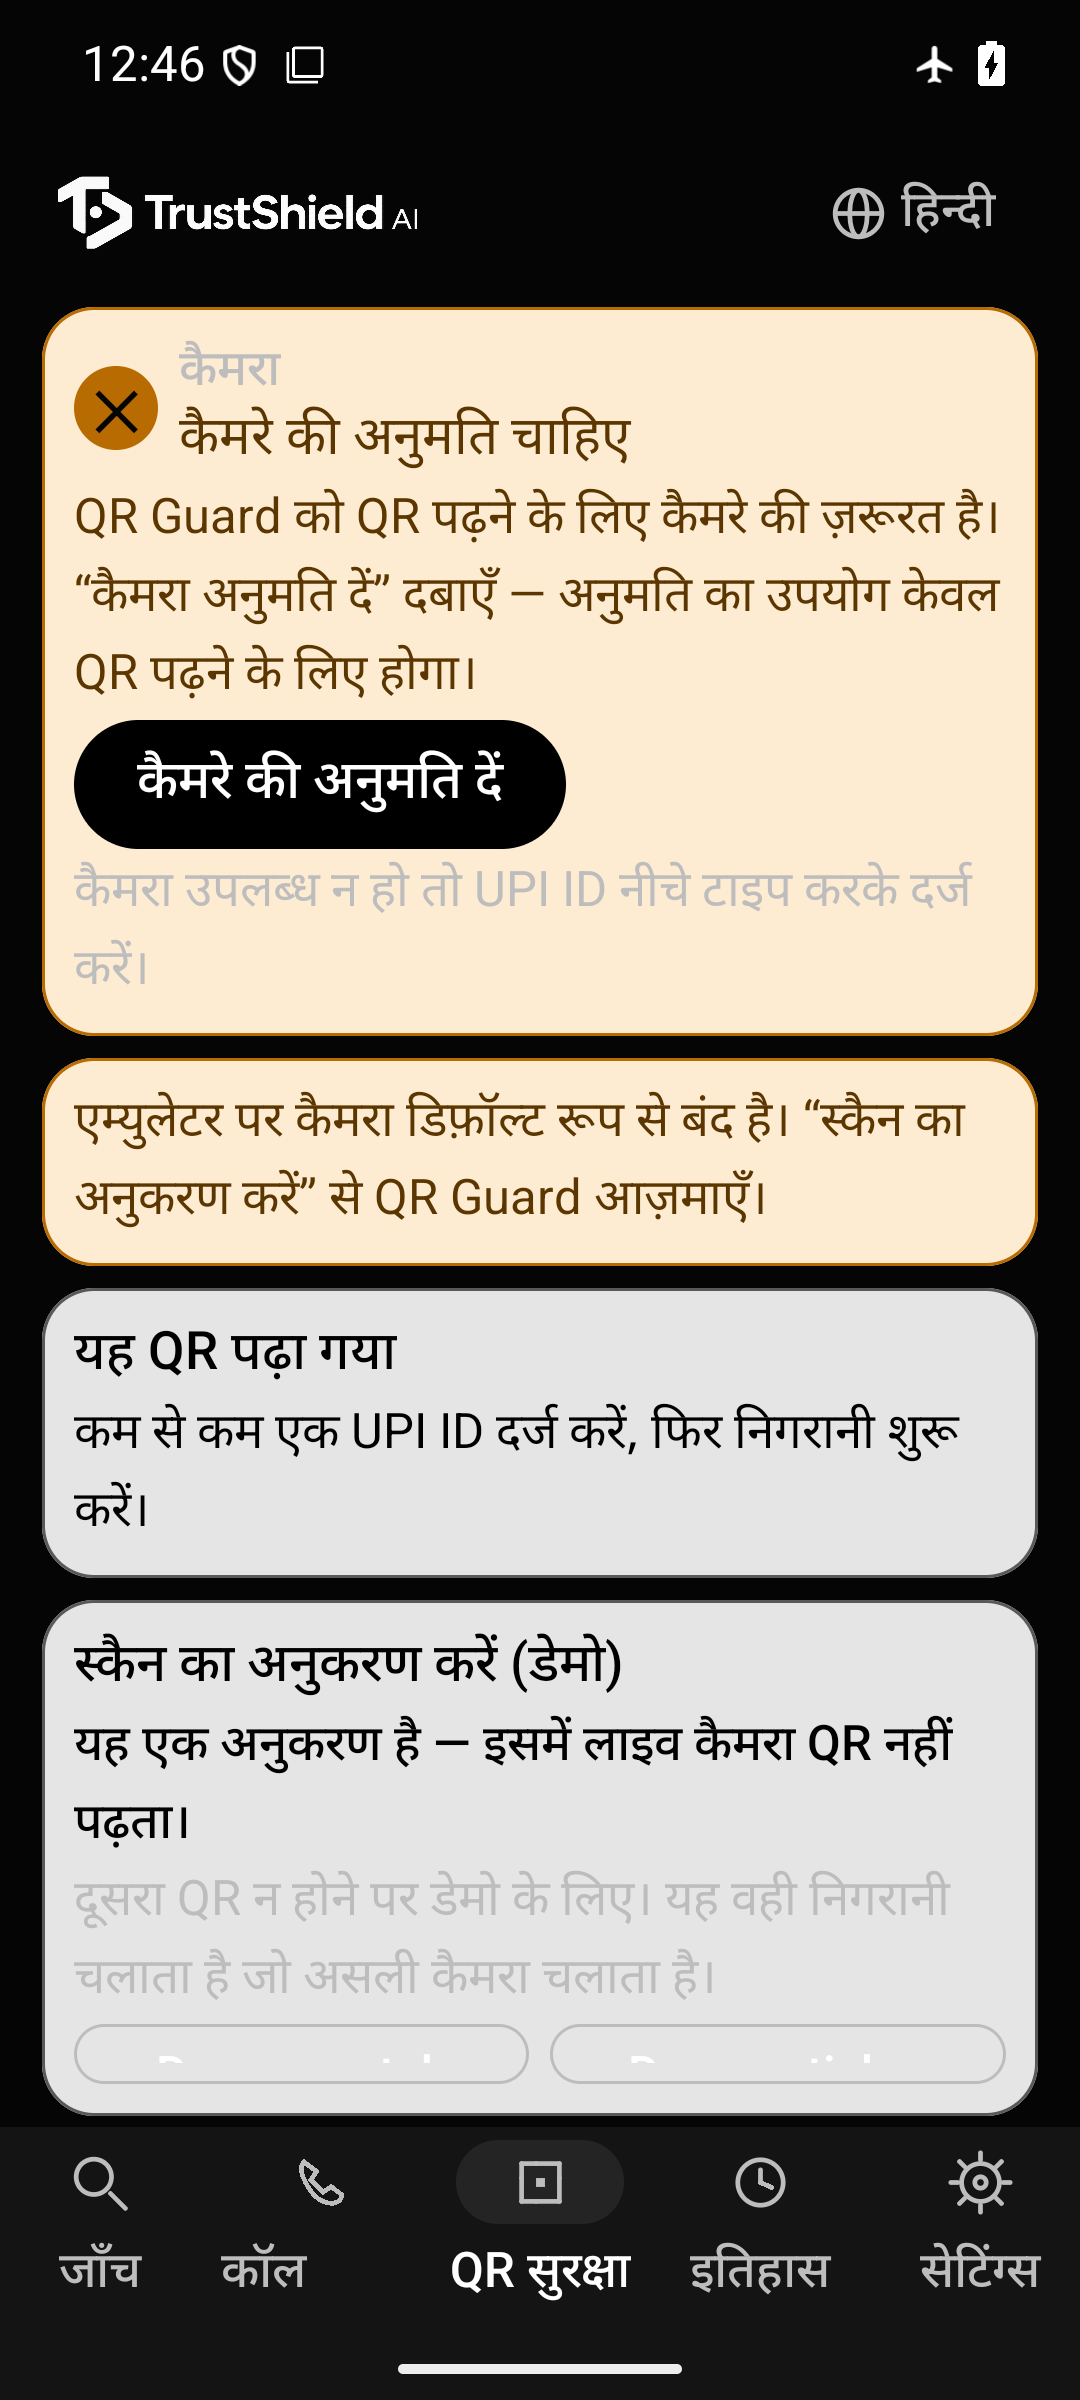 12:46
TrustShield AI
हिन्दी
कैमरा
कैमरे की अनुमति चाहिए
QR Guard को QR पढ़ने के लिए कैमरे की ज़रूरत है।
“कैमरा अनुमति दें” दबाएँ — अनुमति का उपयोग केवल
QR पढ़ने के लिए होगा।
कैमरे की अनुमति दें
कैमरा उपलब्ध न हो तो UPI ID नीचे टाइप करके दर्ज
करें।
एम्युलेटर पर कैमरा डिफ़ॉल्ट रूप से बंद है। “स्कैन का
अनुकरण करें” से QR Guard आज़माएँ।
यह QR पढ़ा गया
कम से कम एक UPI ID दर्ज करें, फिर निगरानी शुरू
करें।
स्कैन का अनुकरण करें (डेमो)
यह एक अनुकरण है — इसमें लाइव कैमरा QR नहीं
पढ़ता।
दूसरा QR न होने पर डेमो के लिए। यह वही निगरानी
चलाता है जो असली कैमरा चलाता है।
जाँच
कॉल
QR सुरक्षा
इतिहास
सेटिंग्स